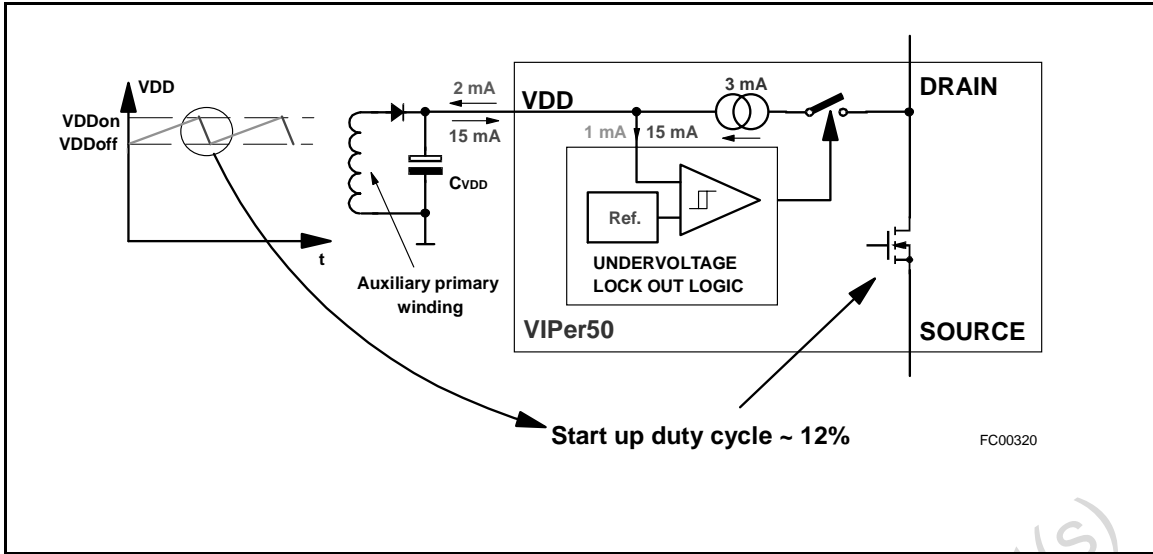 VDD
VDDon
VDDoff
t
2 mA
15 mA
CVDD
Auxiliary primary
winding
VDD
3 mA
1 mA 15 mA
Ref.
UNDERVOLTAGE
LOCK OUT LOGIC
VIPer50
DRAIN
SOURCE
Start up duty cycle ~ 12%
FC00320
(s)